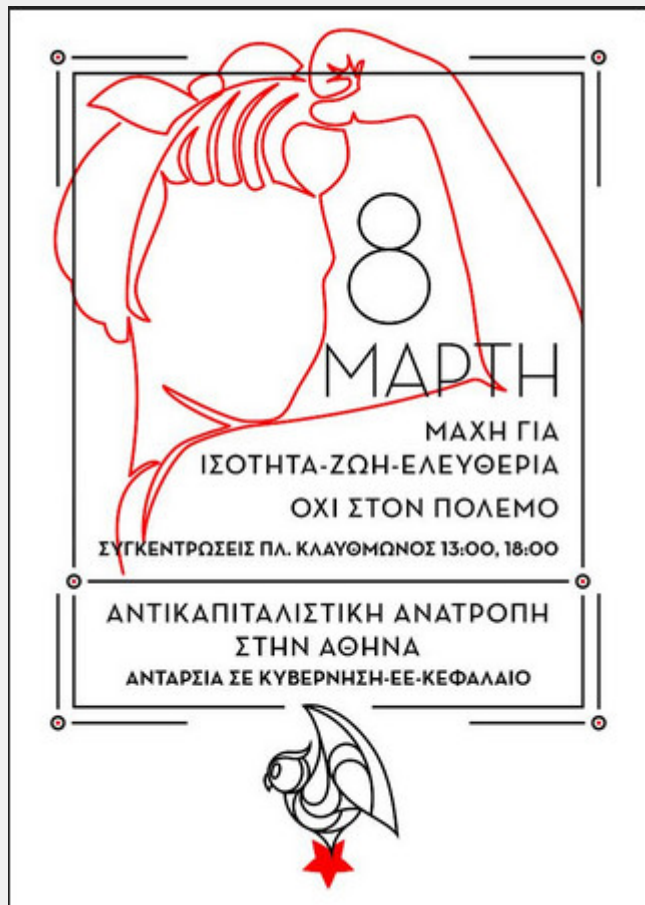 8
ΜΑΡΤΗ
ΜΑΧΗ ΓΙΑ
ΙΣΟΤΗΤΑ-ΖΩΗ-ΕΛΕΥΘΕΡΙΑ
ΟΧΙ ΣΤΟΝ ΠΟΛΕΜΟ
ΣΥΓΚΕΝΤΡΩΣΕΙΣ ΠΛ. ΚΛΑΥΘΜΩΝΟΣ 13:00, 18:00
ΑΝΤΙΚΑΠΙΤΑΛΙΣΤΙΚΗ ΑΝΑΤΡΟΠΗ
ΣΤΗΝ ΑΘΗΝΑ
ΑΝΤΑΡΣΙΑ ΣΕ ΚΥΒΕΡΝΗΣΗ-ΕΕ-ΚΕΦΑΛΑΙΟ